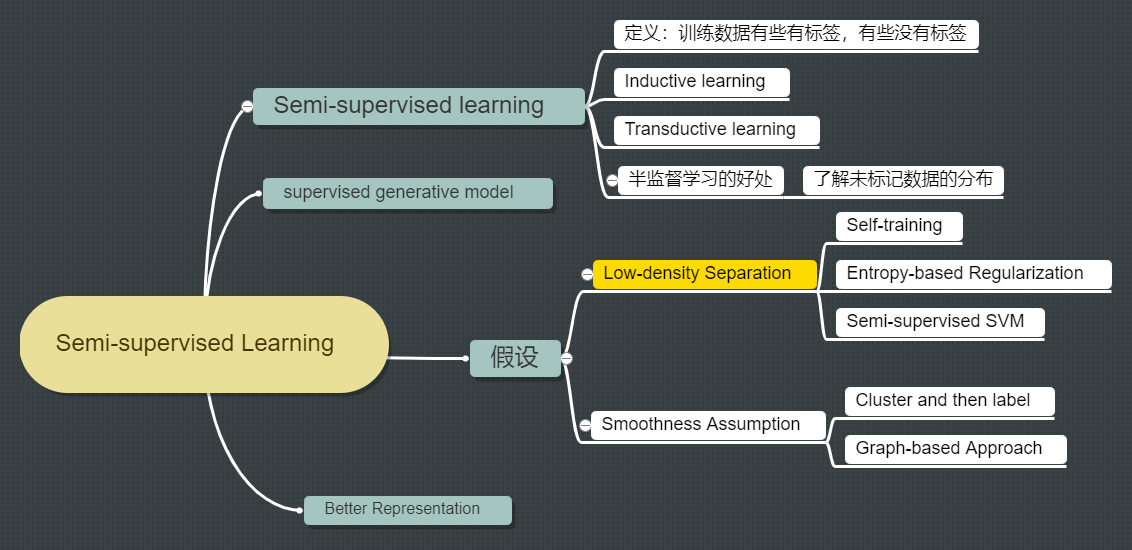 Semi-supervised Learning
Semi-supervised learning
定义：训练数据有些有标签，有些没有标签
Inductive learning
Transductive learning
半监督学习的好处
了解未标记数据的分布
supervised generative model
假设
Low-density Separation
Self-training
Entropy-based Regularization
Semi-supervised SVM
Smoothness Assumption
Cluster and then label
Graph-based Approach
Better Representation